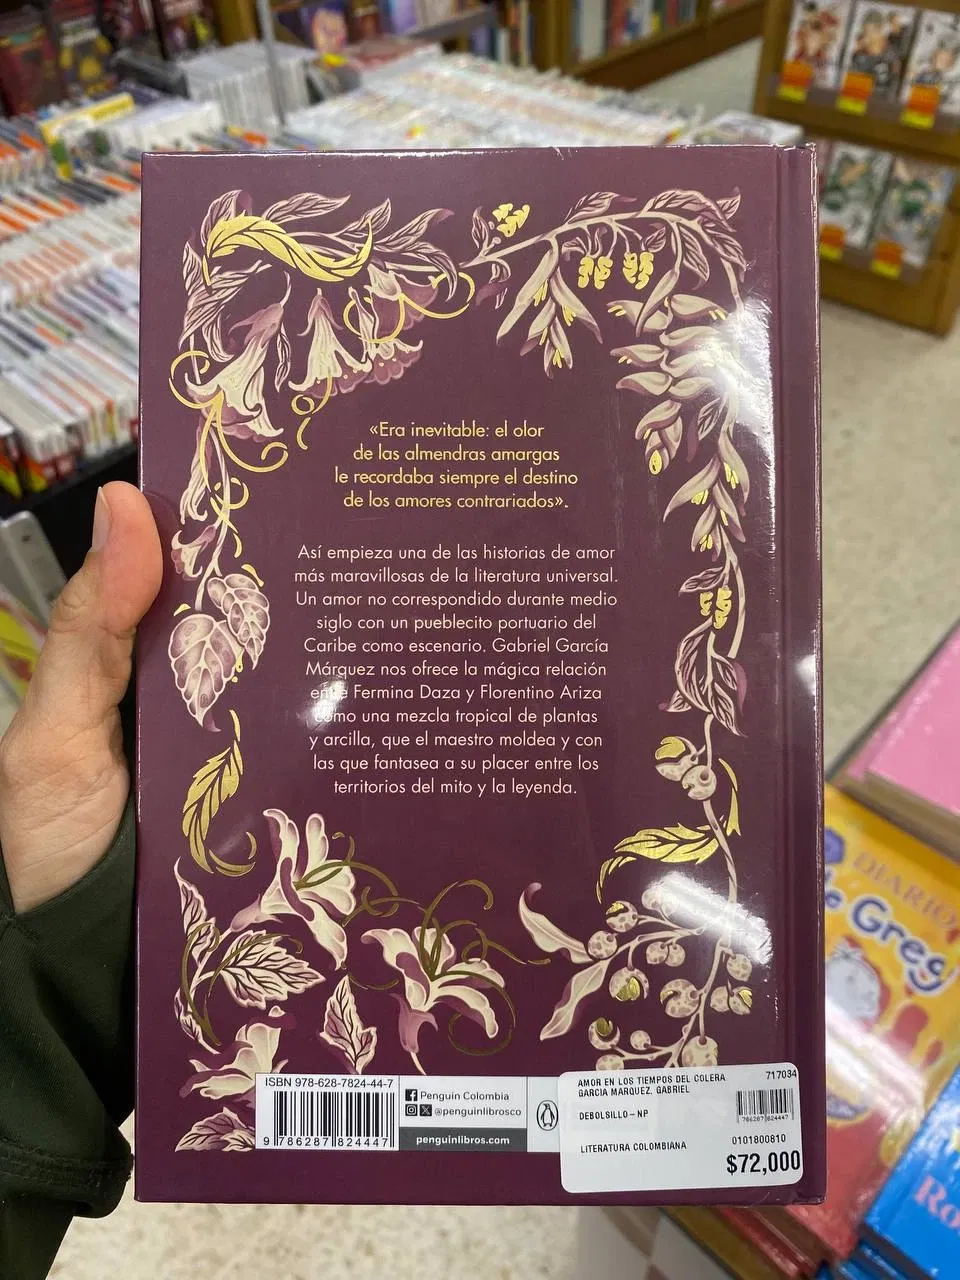 «Era inevitable: el olor
de las almendras amargas
le recordaba siempre el destino
de los amores contrariados».
Así empieza una de las historias de amor
más maravillosas de la literatura universal.
Un amor no correspondido durante medio
siglo con un pueblecito portuario del
Caribe como escenario. Gabriel García
Márquez nos ofrece la mágica relación
entre Fermina Daza y Florentino Ariza
como una mezcla tropical de plantas
y arcilla, que el maestro moldea y con
las que fantasea a su placer entre los
territorios del mito y la leyenda.
ISBN 978-628-7824-44-7
9 786287 824447
Penguin Colombia
@penguinlibrosco
penguinlibros.com
AMOR EN LOS TIEMPOS DEL COLERA 717034
GARCIA MARQUEZ. GABRIEL
DEBOLSILLO-NP
786287 824447
LITERATURA COLOMBIANA 0101800810
$72,000
DIARIO
de Greg
Ro